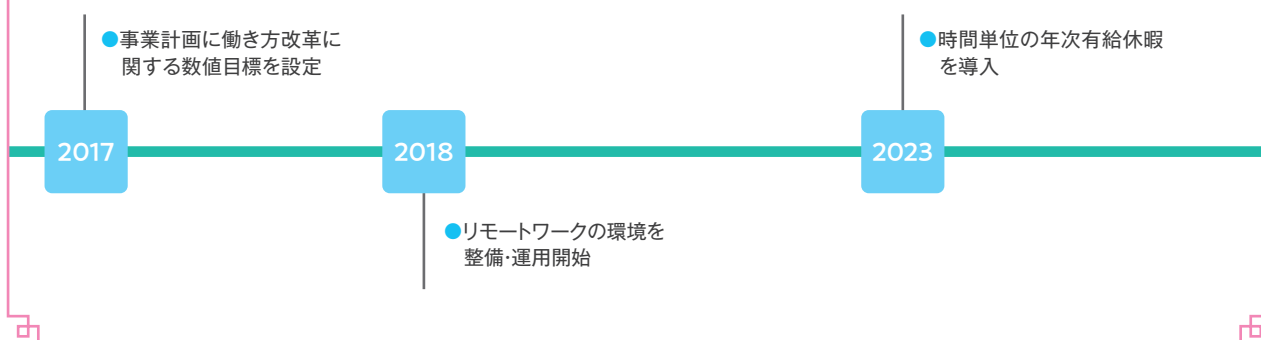 ●事業計画に働き方改革に
関する数値目標を設定
●時間単位の年次有給休暇
を導入
2017
2018
2023
●リモートワークの環境を
整備・運用開始